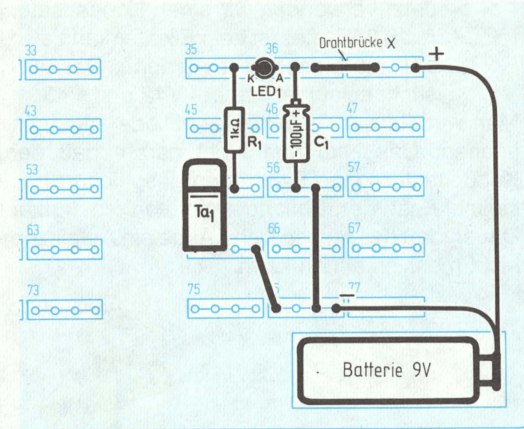 Drahtbrücke X
33 35 36 +
K A
LED₁
43 45 46 47
1kΩ R₁ - 100µF + C₁
53 57
Ta₁
63 66 67
73 75 77
−
Batterie 9V